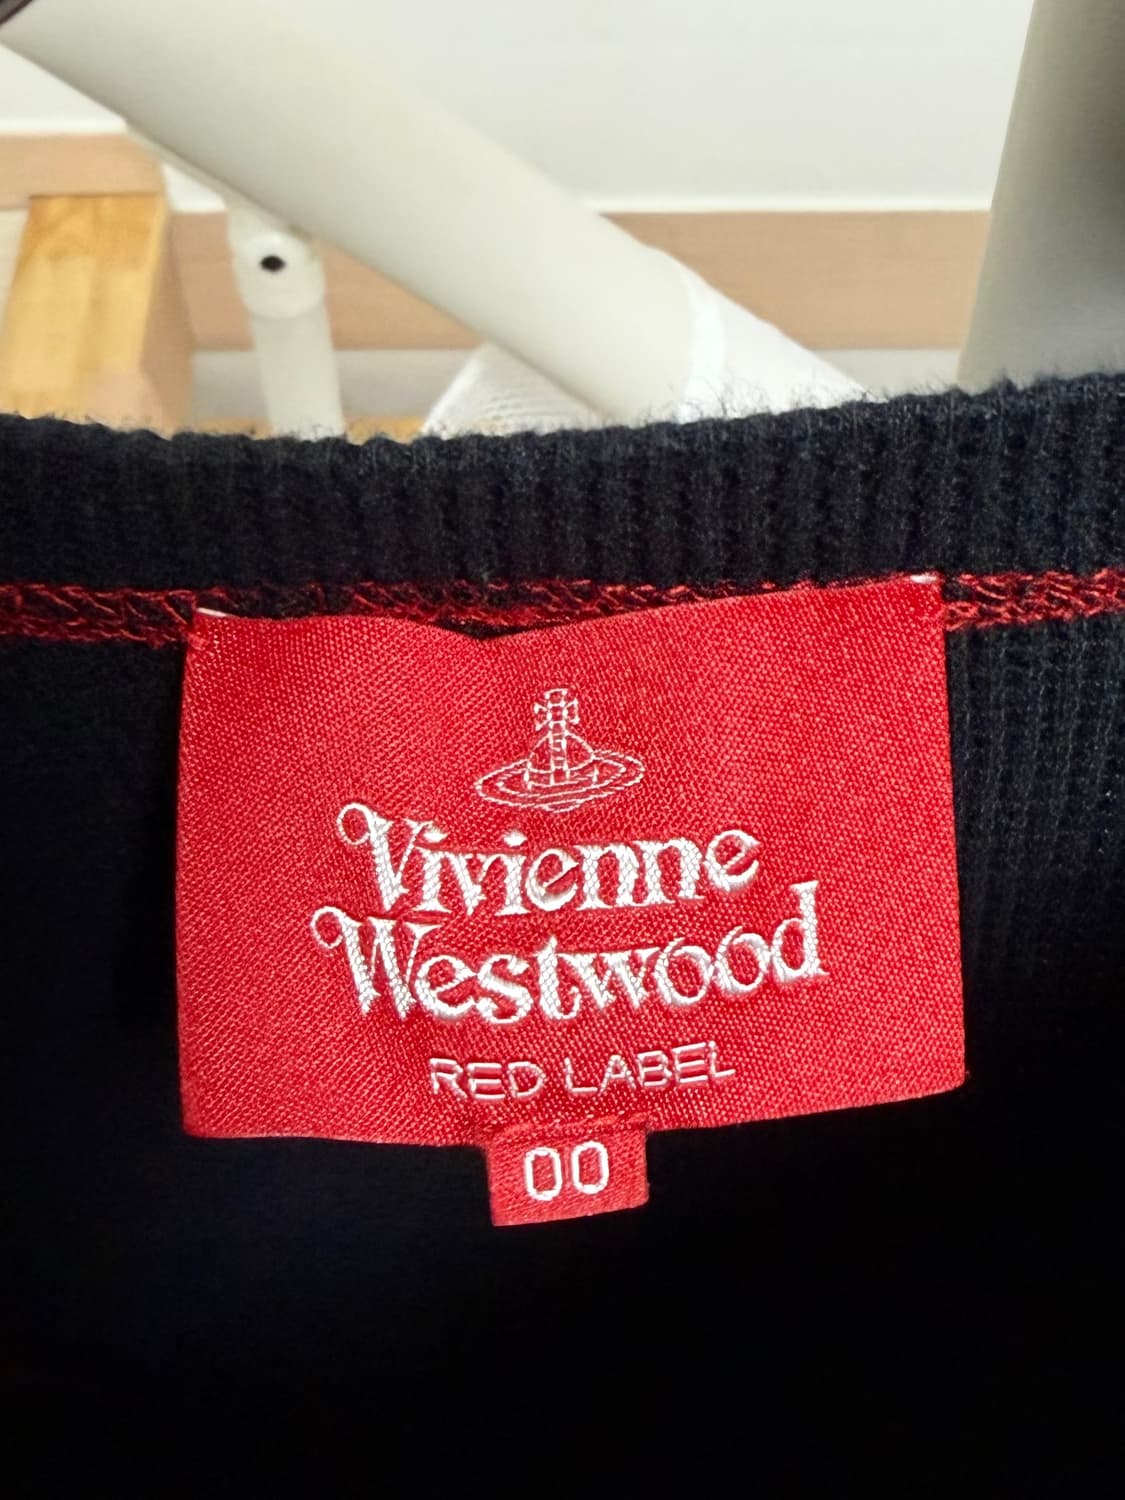 Vivienne
Westwood
RED LABEL
00